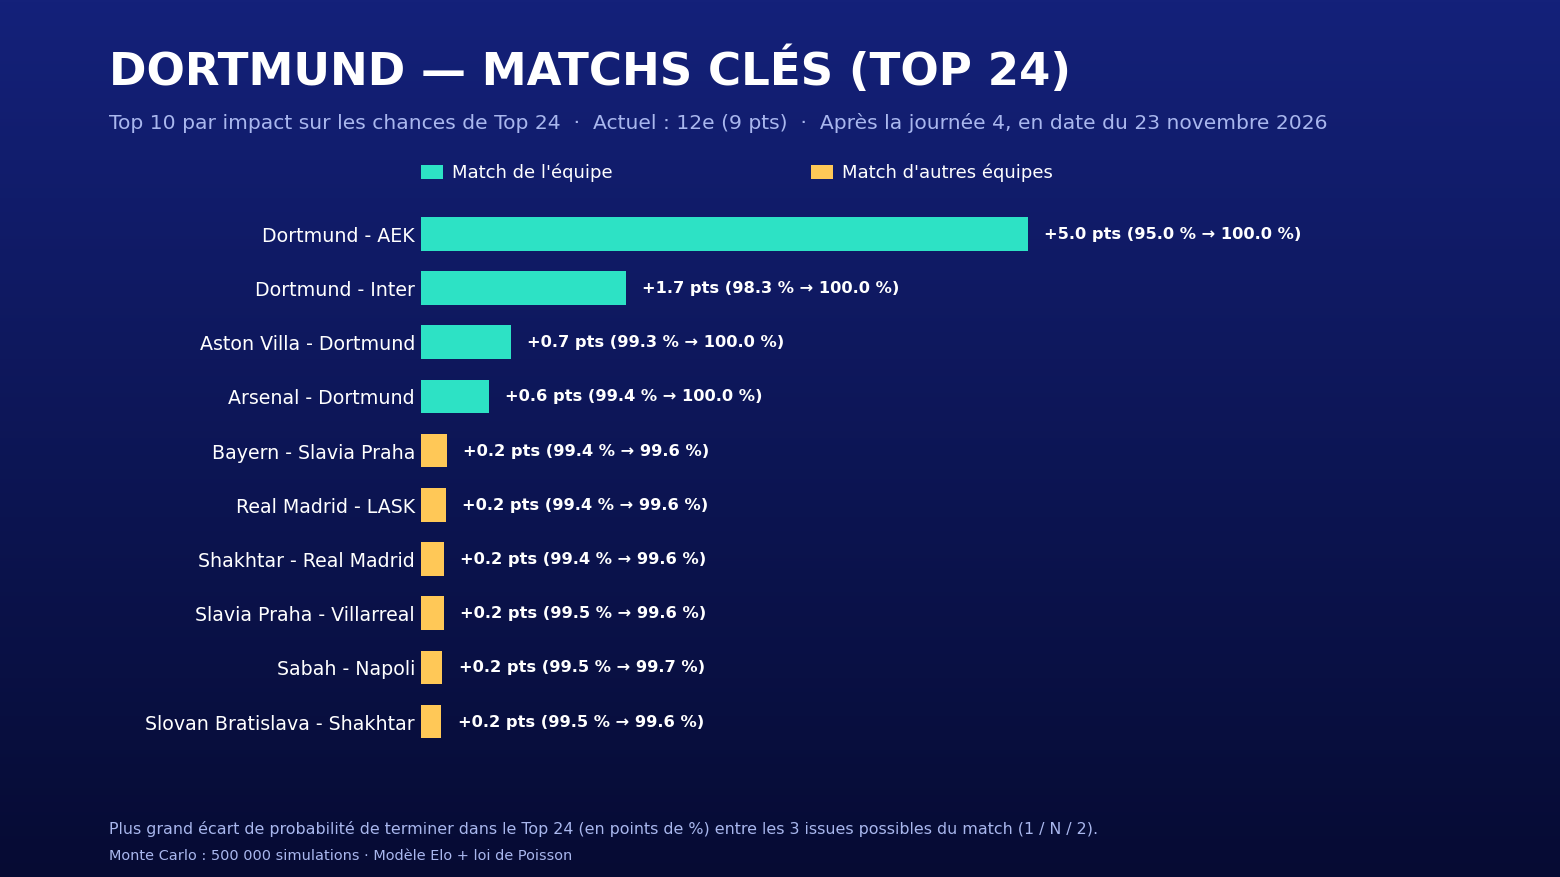 DORTMUND — MATCHS CLÉS (TOP 24)
Top 10 par impact sur les chances de Top 24 · Actuel : 12e (9 pts) · Après la journée 4, en date du 23 novembre 2026
Match de l'équipe
Match d'autres équipes
Dortmund - AEK +5.0 pts (95.0 % → 100.0 %)
Dortmund - Inter +1.7 pts (98.3 % → 100.0 %)
Aston Villa - Dortmund +0.7 pts (99.3 % → 100.0 %)
Arsenal - Dortmund +0.6 pts (99.4 % → 100.0 %)
Bayern - Slavia Praha +0.2 pts (99.4 % → 99.6 %)
Real Madrid - LASK +0.2 pts (99.4 % → 99.6 %)
Shakhtar - Real Madrid +0.2 pts (99.4 % → 99.6 %)
Slavia Praha - Villarreal +0.2 pts (99.5 % → 99.6 %)
Sabah - Napoli +0.2 pts (99.5 % → 99.7 %)
Slovan Bratislava - Shakhtar +0.2 pts (99.5 % → 99.6 %)
Plus grand écart de probabilité de terminer dans le Top 24 (en points de %) entre les 3 issues possibles du match (1 / N / 2).
Monte Carlo : 500 000 simulations · Modèle Elo + loi de Poisson